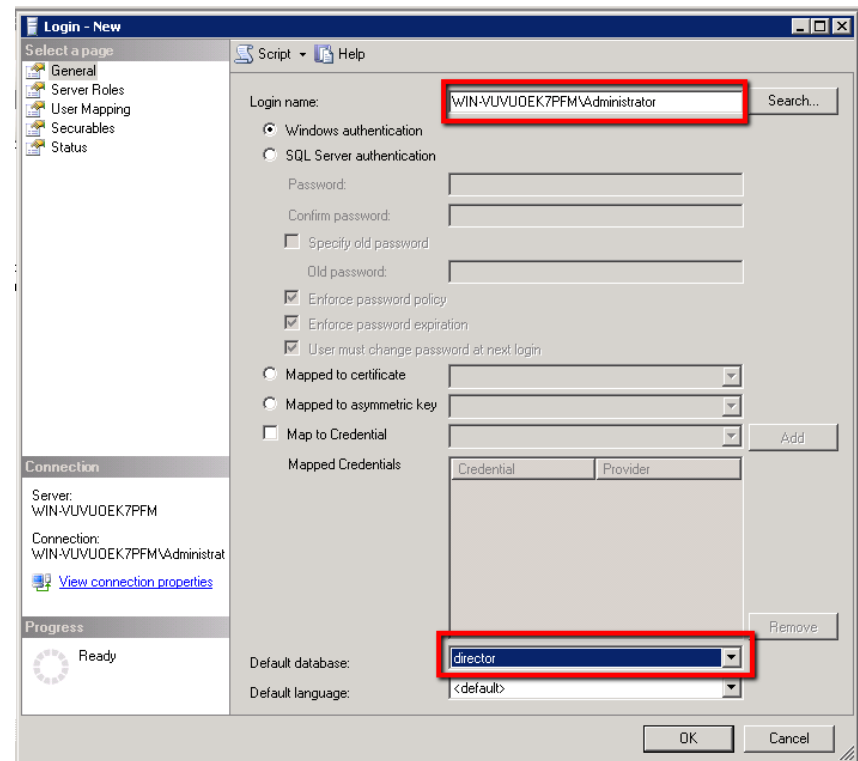 Login - New
Select a page
General
Server Roles
User Mapping
Securables
Status
Script
Help
Login name:
WIN-VUVUOEK7PFM\Administrator
Search...
Windows authentication
SQL Server authentication
Password:
Confirm password:
Specify old password
Old password:
Enforce password policy
Enforce password expiration
User must change password at next login
Mapped to certificate
Mapped to asymmetric key
Map to Credential
Add
Mapped Credentials
Credential
Provider
Remove
Default database:
director
Default language:
<default>
Connection
Server:
WIN-VUVUOEK7PFM
Connection:
WIN-VUVUOEK7PFM\Administrat
View connection properties
Progress
Ready
OK
Cancel